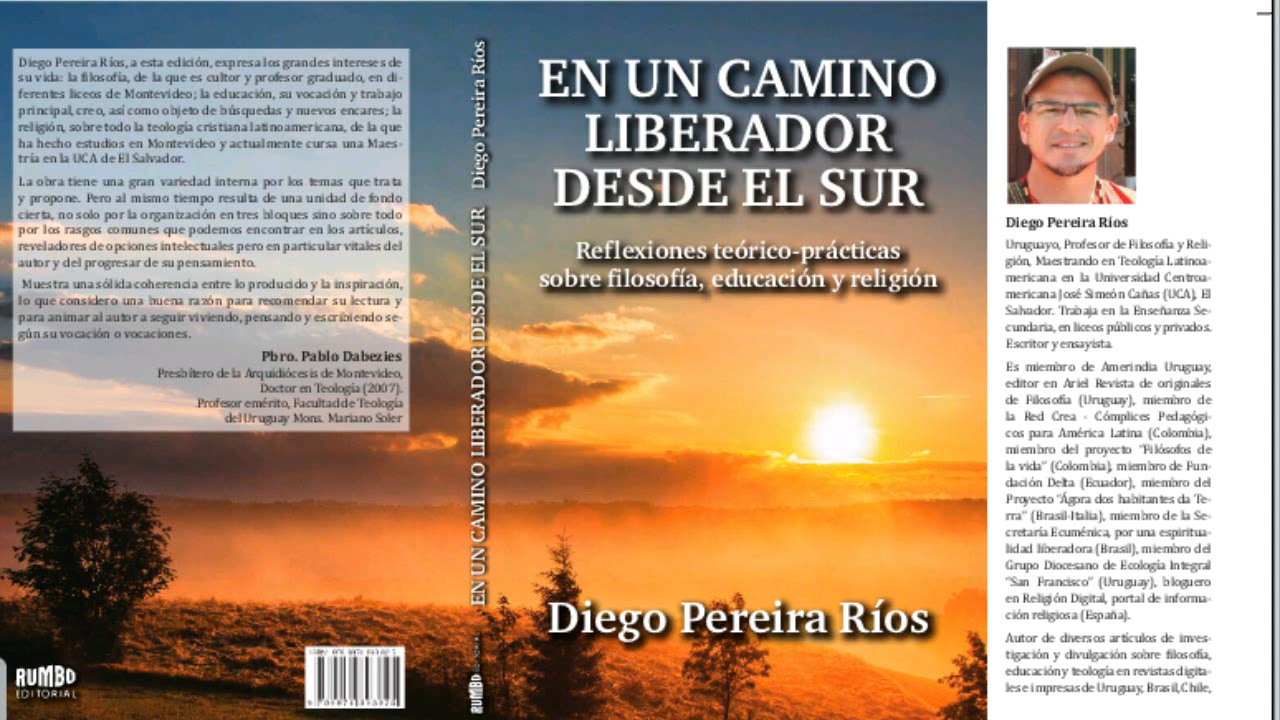 Diego Pereira Ríos, a esta edición, expresa los grandes intereses de
su vida: la filosofía, de la que es cultor y profesor graduado, en di-
ferentes liceos de Montevideo; la educación, su vocación y trabajo
principal, creo, así como objeto de búsquedas y nuevos encares; la
religión, sobre todo la teología cristiana latinoamericana, de la que
ha hecho estudios en Montevideo y actualmente cursa una Maes-
tría en la UCA de El Salvador.
La obra tiene una gran variedad interna por los temas que trata
y propone. Pero al mismo tiempo resulta de una unidad de fondo
cierta, no solo por la organización en tres bloques sino sobre todo
por los rasgos comunes que podemos encontrar en los artículos,
reveladores de opciones intelectuales pero en particular vitales del
autor y del progresar de su pensamiento.
Muestra una sólida coherencia entre lo producido y la inspiración,
lo que considero una buena razón para recomendar su lectura y
para animar al autor a seguir viviendo, pensando y escribiendo se-
gún su vocación o vocaciones.
Pbro. Pablo Dabezies
Presbítero de la Arquidiócesis de Montevideo,
Doctor en Teología (2007).
Profesor emérito, Facultad de Teología
del Uruguay Mons. Mariano Soler
RUMBO
EDITORIAL
EN UN CAMINO LIBERADOR DESDE EL SUR Diego Pereira Ríos
RUMBO
EN UN CAMINO
LIBERADOR
DESDE EL SUR
Reflexiones teórico-prácticas
sobre filosofía, educación y religión
Diego Pereira Ríos
Diego Pereira Ríos
Uruguayo, Profesor de Filosofía y Reli-
gión, Maestrando en Teología Latinoa-
mericana en la Universidad Centroa-
mericana José Simeón Cañas (UCA), El
Salvador. Trabaja en la Enseñanza Se-
cundaria, en liceos públicos y privados.
Escritor y ensayista.
Es miembro de Amerindia Uruguay,
editor en Ariel Revista de originales
de Filosofía (Uruguay), miembro de
la Red Crea - Cómplices Pedagógi-
cos para América Latina (Colombia),
miembro del proyecto "Filósofos de
la vida" (Colombia), miembro de Fun-
dación Delta (Ecuador), miembro del
Proyecto "Ágora dos habitantes da Te-
rra" (Brasil-Italia), miembro de la Se-
cretaría Ecuménica, por una espiritua-
lidad liberadora (Brasil), miembro del
Grupo Diocesano de Ecología Integral
"San Francisco" (Uruguay), bloguero
en Religión Digital, portal de informa-
ción religiosa (España).
Autor de diversos artículos de inves-
tigación y divulgación sobre filosofía,
educación y teología en revistas digita-
les e impresas de Uruguay, Brasil, Chile,